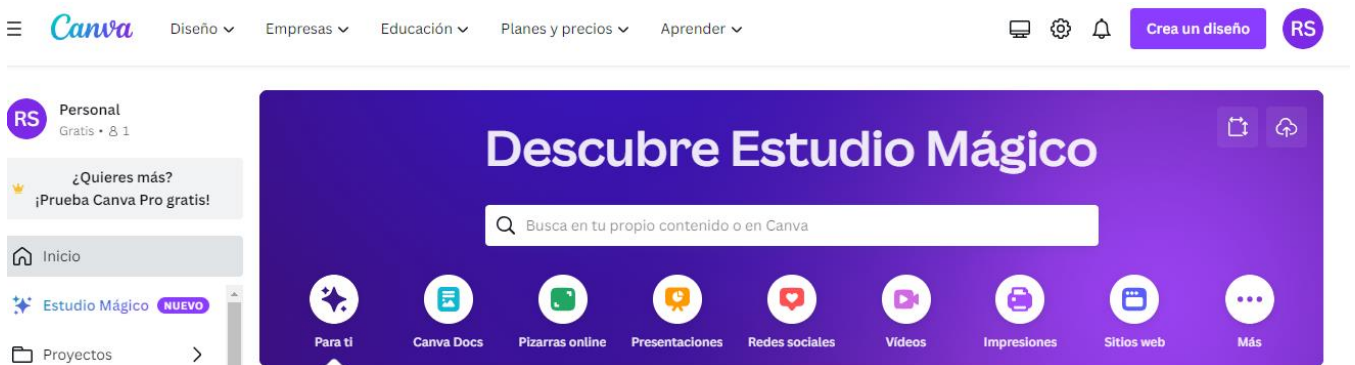 Canva
Diseño
Empresas
Educación
Planes y precios
Aprender
Crea un diseño
RS
RS
Personal
Gratis • 1
¿Quieres más?
¡Prueba Canva Pro gratis!
Inicio
Estudio Mágico NUEVO
Proyectos
Descubre Estudio Mágico
Busca en tu propio contenido o en Canva
Para ti
Canva Docs
Pizarras online
Presentaciones
Redes sociales
Vídeos
Impresiones
Sitios web
Más